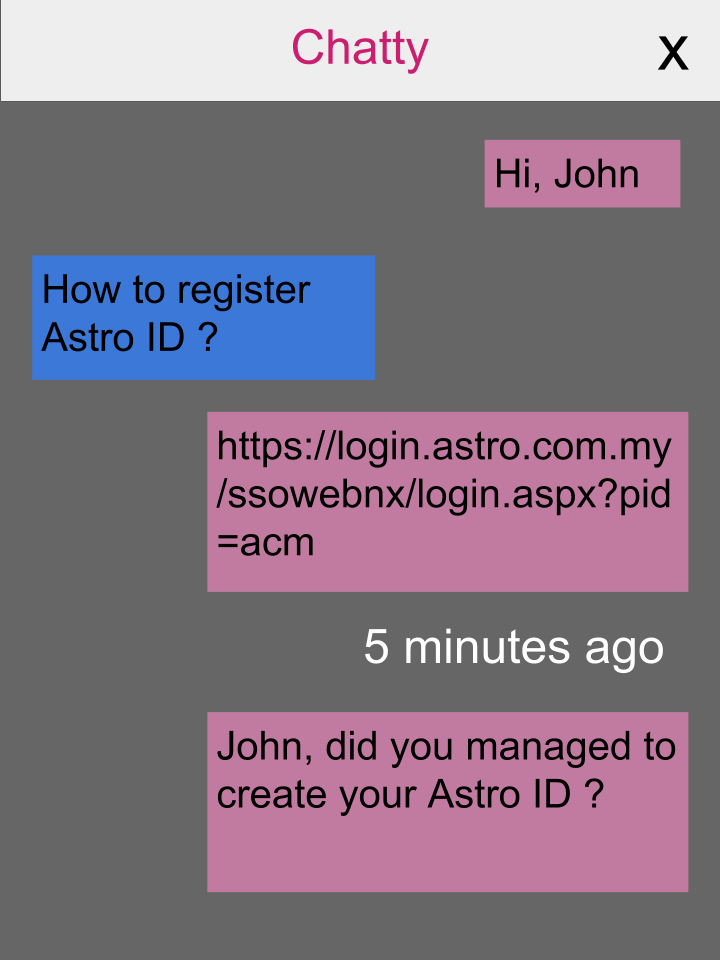 Chatty
x
Hi, John
How to register
Astro ID ?
https://login.astro.com.my
/ssowebnx/login.aspx?pid
=acm
5 minutes ago
John, did you managed to
create your Astro ID ?